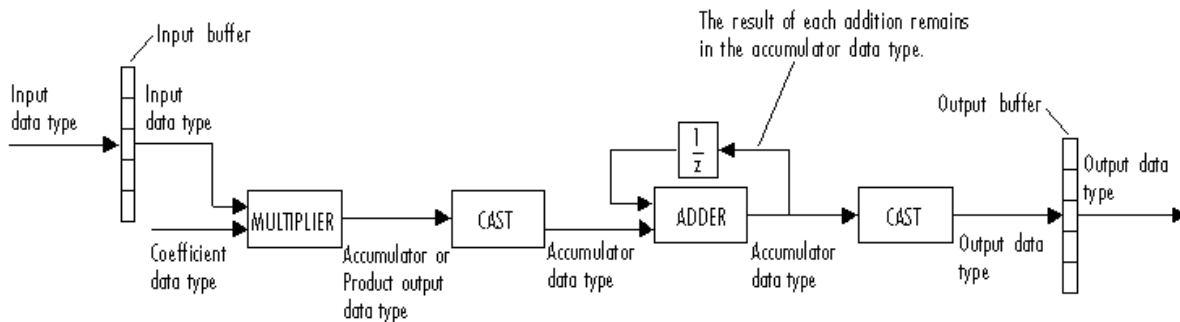 The result of each addition remains
in the accumulator data type.
Input buffer
Input
data type
Input
data type
Output buffer
1
z
Output data
type
MULTIPLIER
CAST
ADDER
CAST
Coefficient
data type
Accumulator or
Product output
data type
Accumulator
data type
Accumulator
data type
Output data
type